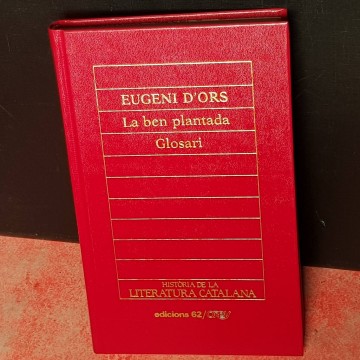 EUGENI D'ORS
La ben plantada
Glosari
HISTÒRIA DE LA
LITERATURA CATALANA
edicions 62/